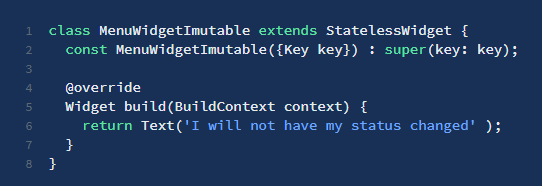 1 class MenuWidgetImutable extends StatelessWidget {
2   const MenuWidgetImutable({Key key}) : super(key: key);
3
4   @override
5   Widget build(BuildContext context) {
6     return Text('I will not have my status changed' );
7   }
8 }